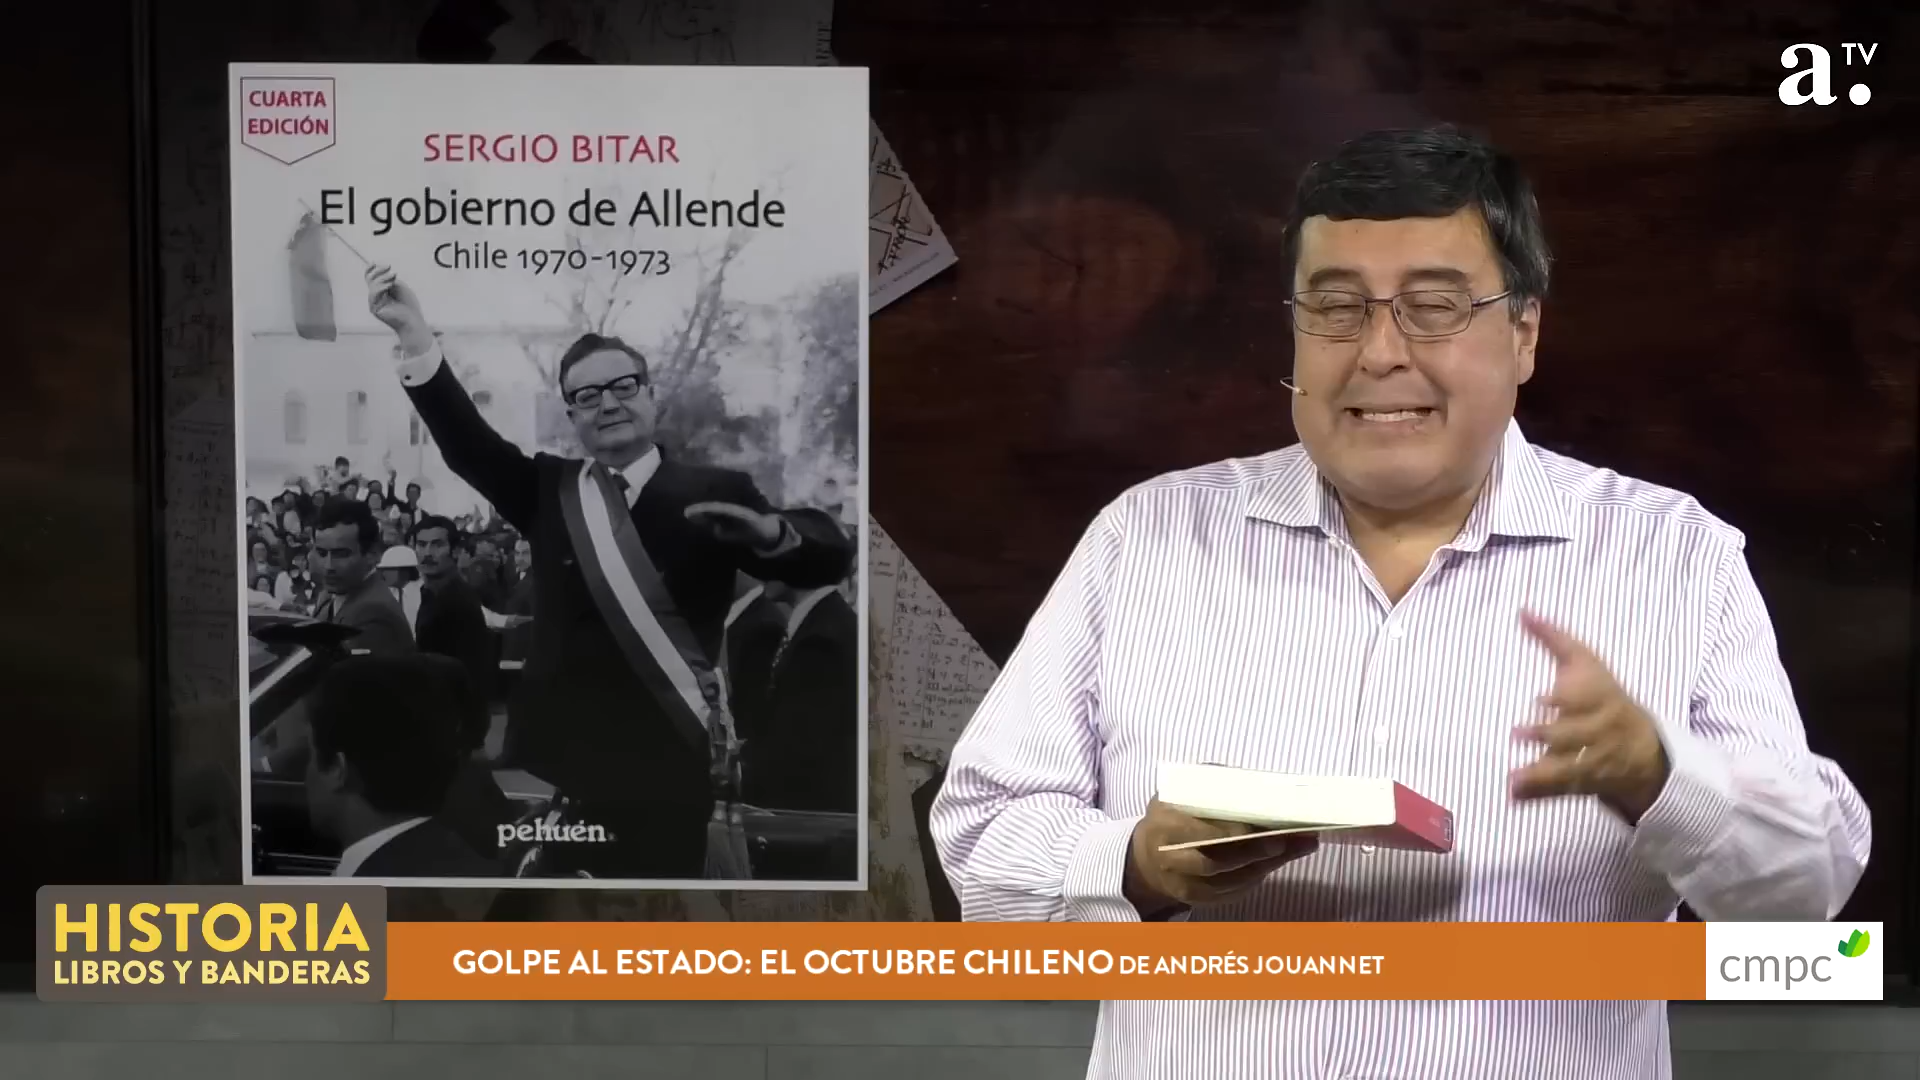 CUARTA
EDICIÓN
SERGIO BITAR
El gobierno de Allende
Chile 1970-1973
pehuén
a. TV
HISTORIA
LIBROS Y BANDERAS
GOLPE AL ESTADO: EL OCTUBRE CHILENO DE ANDRÉS JOUANNET
cmpc